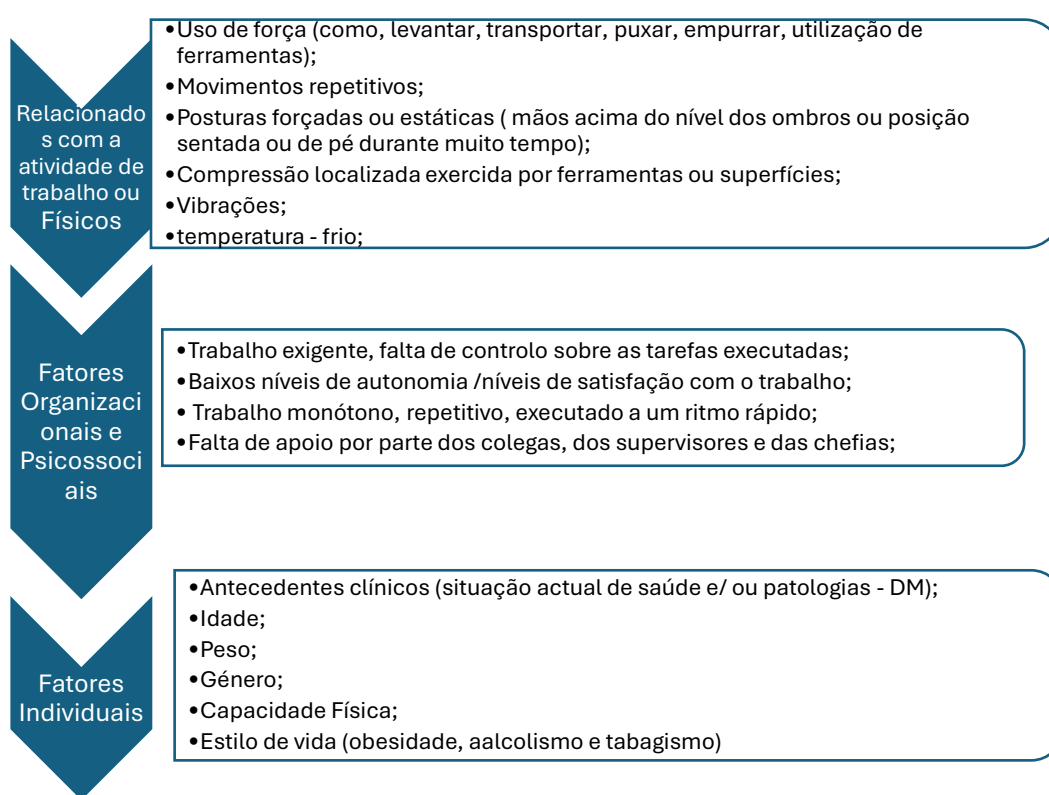 Relacionado
s com a
atividade de
trabalho ou
Físicos
•Uso de força (como, levantar, transportar, puxar, empurrar, utilização de
ferramentas);
•Movimentos repetitivos;
•Posturas forçadas ou estáticas ( mãos acima do nível dos ombros ou posição
sentada ou de pé durante muito tempo);
•Compressão localizada exercida por ferramentas ou superfícies;
•Vibrações;
•temperatura - frio;
Fatores
Organizaci
onais e
Psicossoci
ais
•Trabalho exigente, falta de controlo sobre as tarefas executadas;
•Baixos níveis de autonomia /níveis de satisfação com o trabalho;
• Trabalho monótono, repetitivo, executado a um ritmo rápido;
•Falta de apoio por parte dos colegas, dos supervisores e das chefias;
Fatores
Individuais
•Antecedentes clínicos (situação actual de saúde e/ ou patologias - DM);
•Idade;
•Peso;
•Género;
•Capacidade Física;
•Estilo de vida (obesidade, aalcolismo e tabagismo)